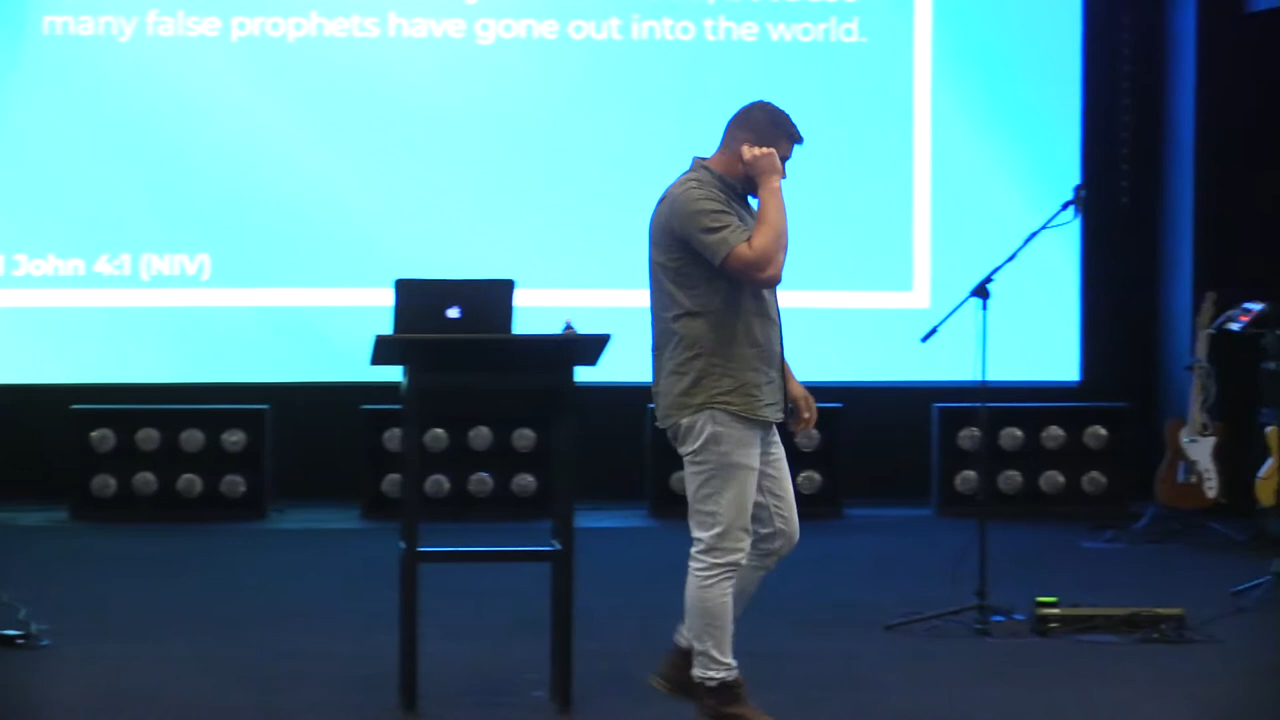 many false prophets have gone out into the world.
1 John 4:1 (NIV)